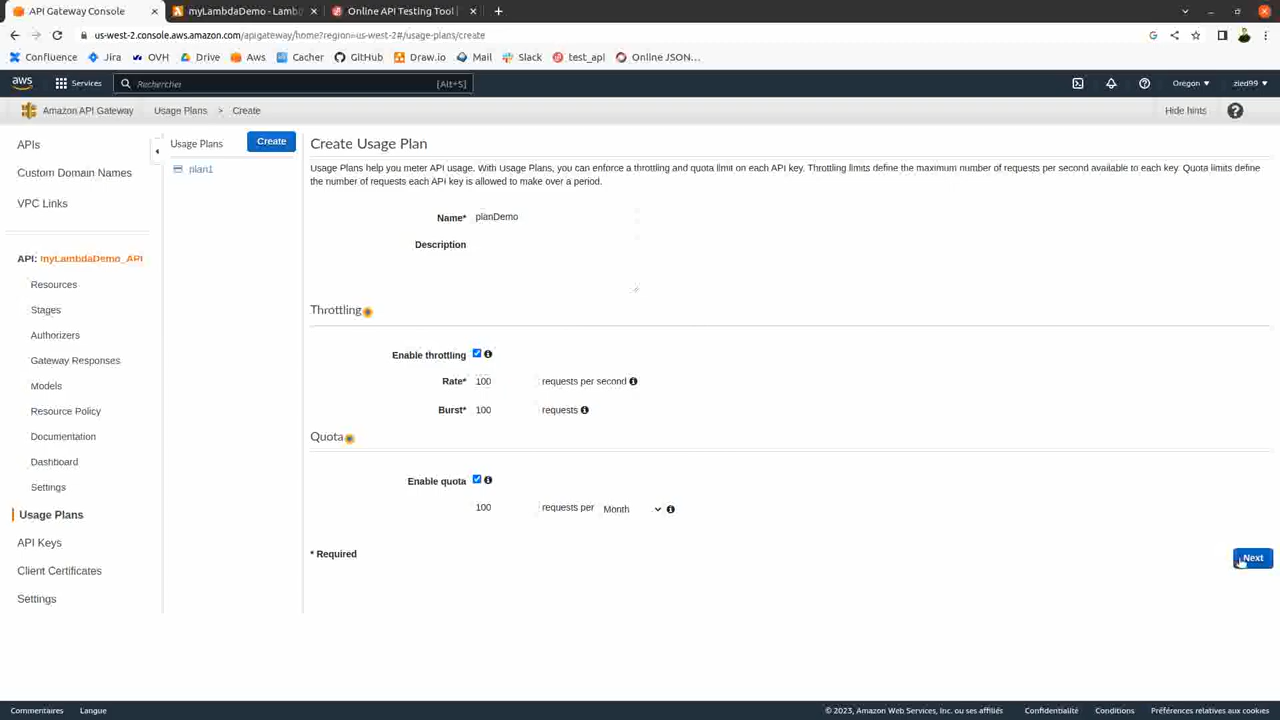 API Gateway Console
myLambdaDemo - Lamb
Online API Testing Tool
us-west-2.console.aws.amazon.com/apigateway/home?region=us-west-2#/usage-plans/create
Confluence
Jira
OVH
Drive
Aws
Cacher
GitHub
Draw.io
Mail
Slack
test_api
Online JSON...
aws
Services
Rechercher
[Alt+S]
Oregon
zied99
Amazon API Gateway
Usage Plans > Create
Hide hints
APIs
Custom Domain Names
VPC Links
API: myLambdaDemo_API
Resources
Stages
Authorizers
Gateway Responses
Models
Resource Policy
Documentation
Dashboard
Settings
Usage Plans
API Keys
Client Certificates
Settings
Usage Plans
Create
plan1
Create Usage Plan
Usage Plans help you meter API usage. With Usage Plans, you can enforce a throttling and quota limit on each API key. Throttling limits define the maximum number of requests per second available to each key. Quota limits define
the number of requests each API key is allowed to make over a period.
Name* planDemo
Description
Throttling
Enable throttling
Rate* 100 requests per second
Burst* 100 requests
Quota
Enable quota
100 requests per Month
* Required
Next
Commentaires
Langue
© 2023, Amazon Web Services, Inc. ou ses affiliés
Confidentialité
Conditions
Préférences relatives aux cookies